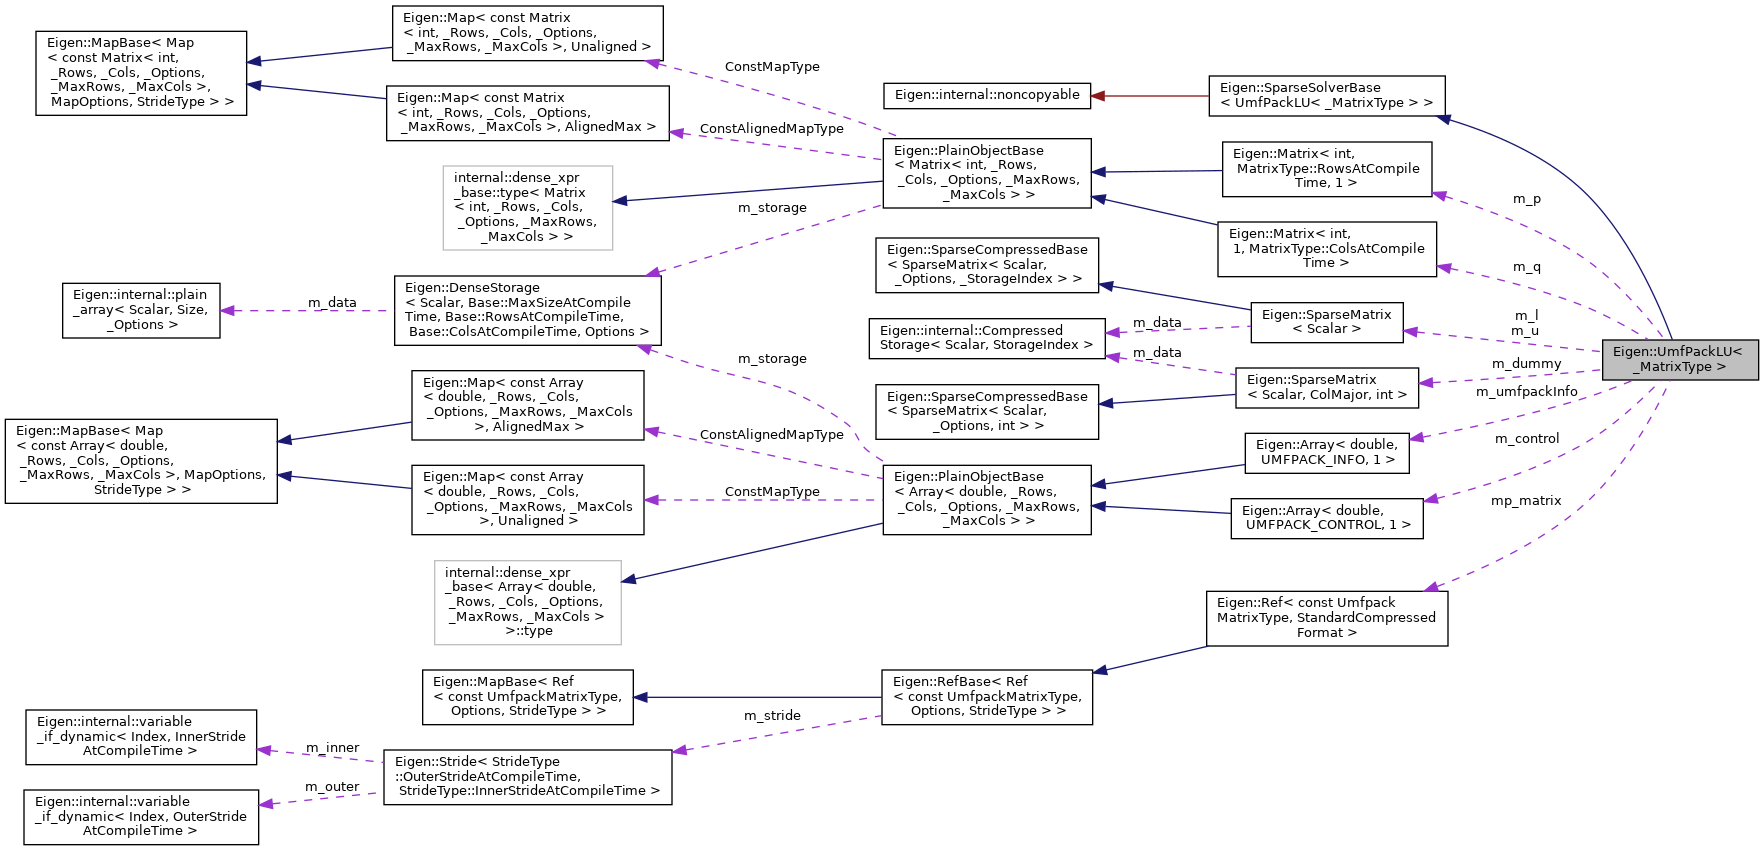 Eigen::MapBase< Map
< const Matrix< int,
_Rows, _Cols, _Options,
_MaxRows, _MaxCols >,
MapOptions, StrideType > >
Eigen::Map< const Matrix
< int, _Rows, _Cols, _Options,
_MaxRows, _MaxCols >, Unaligned >
Eigen::Map< const Matrix
< int, _Rows, _Cols, _Options,
_MaxRows, _MaxCols >, AlignedMax >
internal::dense_xpr
_base::type< Matrix
< int, _Rows, _Cols,
_Options, _MaxRows,
_MaxCols > >
ConstMapType
ConstAlignedMapType
m_storage
Eigen::internal::noncopyable
Eigen::PlainObjectBase
< Matrix< int, _Rows,
_Cols, _Options, _MaxRows,
_MaxCols > >
Eigen::SparseSolverBase
< UmfPackLU< _MatrixType > >
Eigen::Matrix< int,
MatrixType::RowsAtCompile
Time, 1 >
Eigen::Matrix< int,
1, MatrixType::ColsAtCompile
Time >
m_p
m_q
Eigen::SparseCompressedBase
< SparseMatrix< Scalar,
_Options, _StorageIndex > >
Eigen::internal::plain
_array< Scalar, Size,
_Options >
m_data
Eigen::DenseStorage
< Scalar, Base::MaxSizeAtCompile
Time, Base::RowsAtCompileTime,
Base::ColsAtCompileTime, Options >
Eigen::internal::Compressed
Storage< Scalar, StorageIndex >
m_data
m_data
Eigen::SparseMatrix
< Scalar >
m_l
m_u
Eigen::UmfPackLU<
_MatrixType >
m_storage
Eigen::SparseCompressedBase
< SparseMatrix< Scalar,
_Options, int > >
Eigen::SparseMatrix
< Scalar, ColMajor, int >
m_dummy
m_umfpackInfo
m_control
mp_matrix
Eigen::Map< const Array
< double, _Rows, _Cols,
_Options, _MaxRows, _MaxCols
>, AlignedMax >
Eigen::MapBase< Map
< const Array< double,
_Rows, _Cols, _Options,
_MaxRows, _MaxCols >, MapOptions,
StrideType > >
ConstAlignedMapType
ConstMapType
Eigen::Map< const Array
< double, _Rows, _Cols,
_Options, _MaxRows, _MaxCols
>, Unaligned >
Eigen::PlainObjectBase
< Array< double, _Rows,
_Cols, _Options, _MaxRows,
_MaxCols > >
Eigen::Array< double,
UMFPACK_INFO, 1 >
Eigen::Array< double,
UMFPACK_CONTROL, 1 >
internal::dense_xpr
_base< Array< double,
_Rows, _Cols, _Options,
_MaxRows, _MaxCols >
>::type
Eigen::Ref< const Umfpack
MatrixType, StandardCompressed
Format >
Eigen::MapBase< Ref
< const UmfpackMatrixType,
Options, StrideType > >
Eigen::RefBase< Ref
< const UmfpackMatrixType,
Options, StrideType > >
m_stride
Eigen::internal::variable
_if_dynamic< Index, InnerStride
AtCompileTime >
m_inner
Eigen::Stride< StrideType
::OuterStrideAtCompileTime,
StrideType::InnerStrideAtCompileTime >
m_outer
Eigen::internal::variable
_if_dynamic< Index, OuterStride
AtCompileTime >